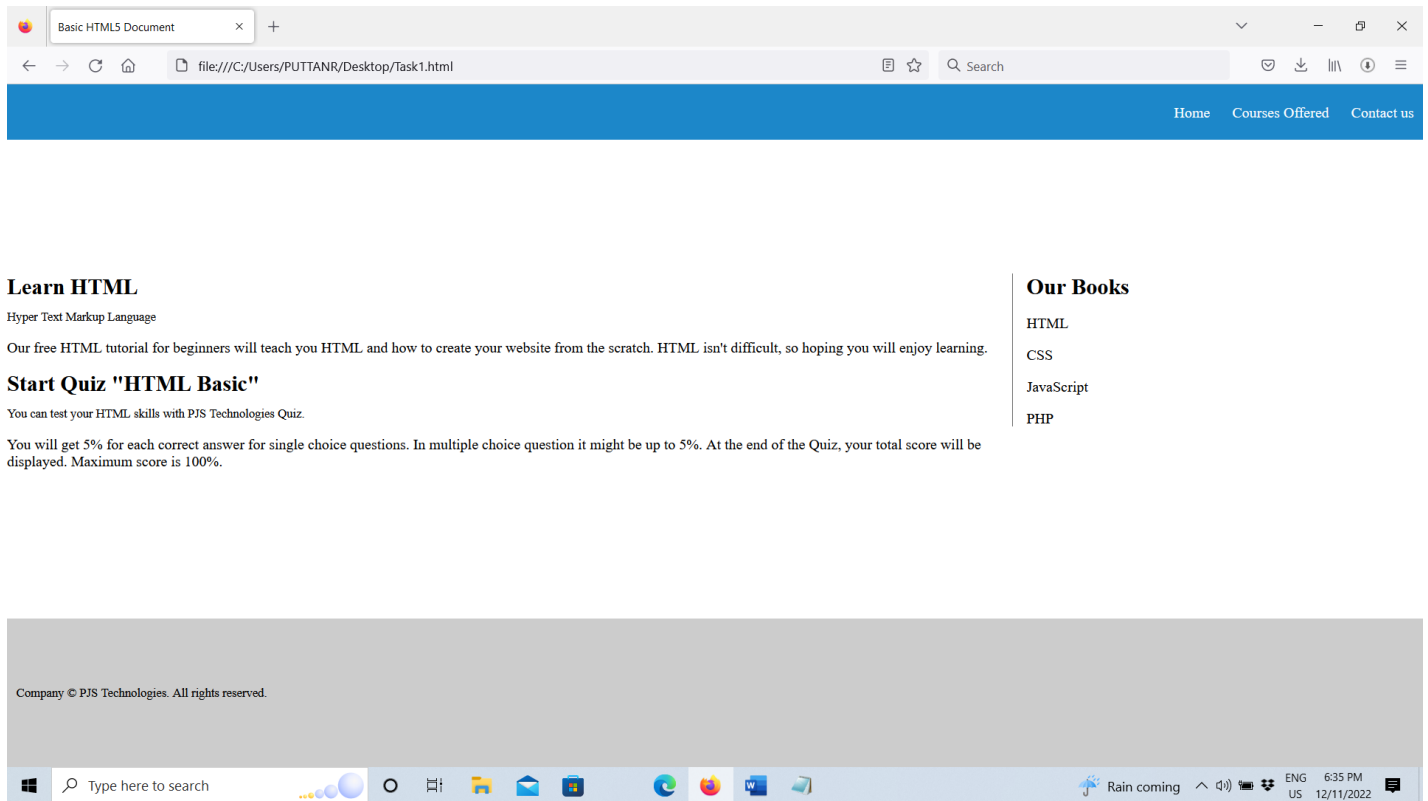 Basic HTML5 Document
file:///C:/Users/PUTTANR/Desktop/Task1.html
Search
Home Courses Offered Contact us
Learn HTML
Hyper Text Markup Language
Our free HTML tutorial for beginners will teach you HTML and how to create your website from the scratch. HTML isn't difficult, so hoping you will enjoy learning.
Start Quiz "HTML Basic"
You can test your HTML skills with PJS Technologies Quiz.
You will get 5% for each correct answer for single choice questions. In multiple choice question it might be up to 5%. At the end of the Quiz, your total score will be
displayed. Maximum score is 100%.
Our Books
HTML
CSS
JavaScript
PHP
Company © PJS Technologies. All rights reserved.
Type here to search
Rain coming
ENG
US
6:35 PM
12/11/2022